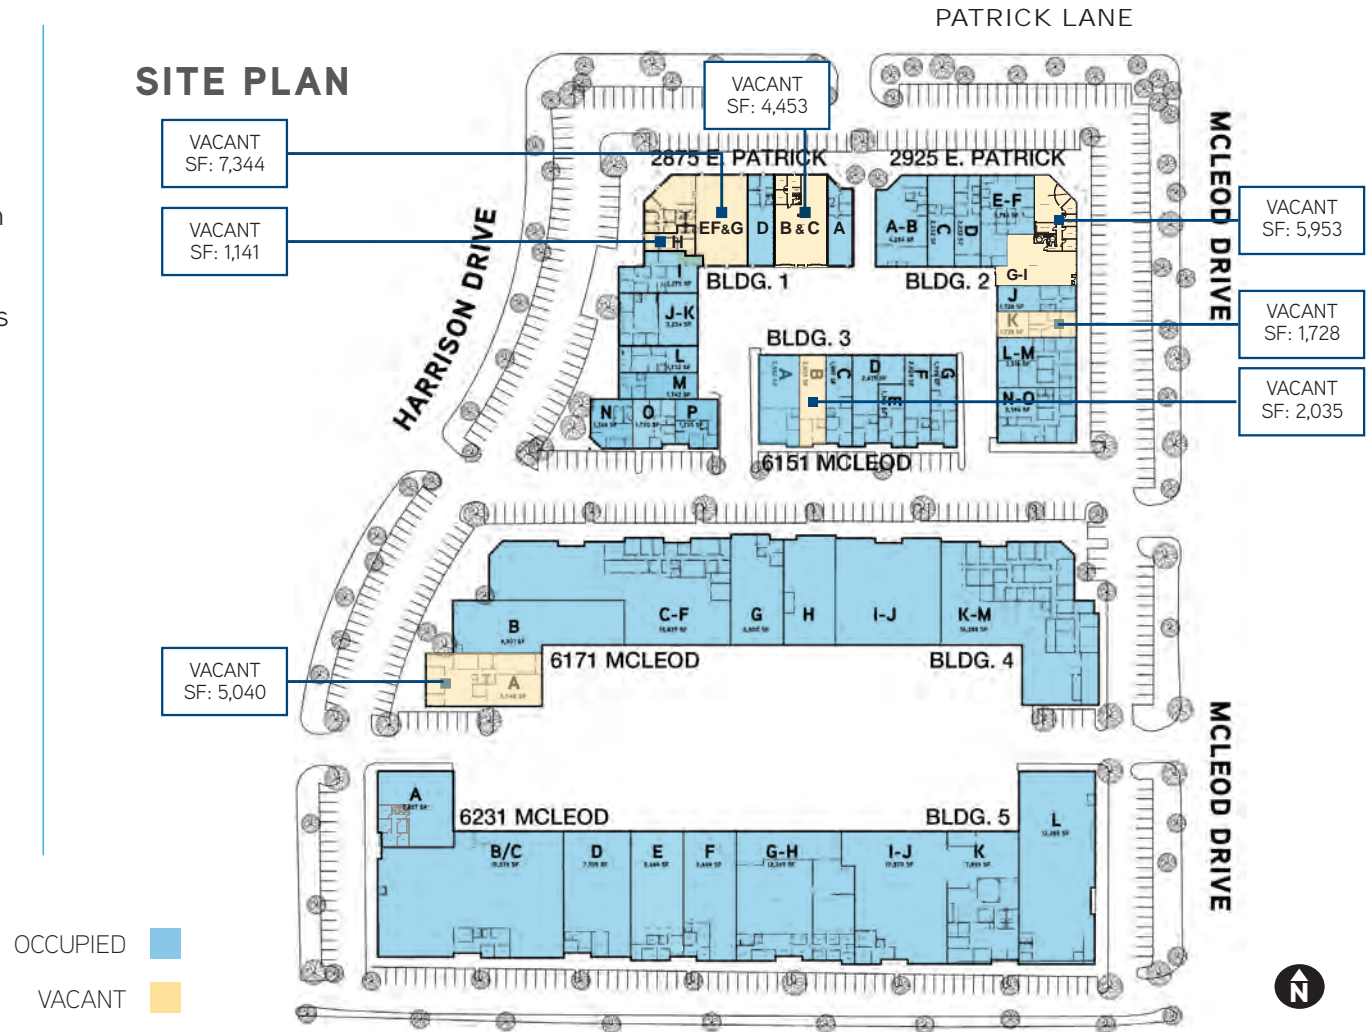 PATRICK LANE
SITE PLAN
VACANT
SF: 4,453
VACANT
SF: 7,344
VACANT
SF: 1,141
n
s
HARRISON DRIVE
MCLEOD DRIVE
2875 E. PATRICK
2925 E. PATRICK
EF&G
D
B & C
A
H
I
J-K
L
M
N
O
P
BLDG. 1
A-B
C
D
E-F
G-I
BLDG. 2
J
K
L-M
N-O
VACANT
SF: 5,953
VACANT
SF: 1,728
VACANT
SF: 2,035
BLDG. 3
A
B
C
D
E
F
G
6151 MCLEOD
B
C-F
G
H
I-J
K-M
A
6171 MCLEOD
BLDG. 4
VACANT
SF: 5,040
MCLEOD DRIVE
A
6231 MCLEOD
BLDG. 5
B/C
D
E
F
G-H
I-J
K
L
OCCUPIED
VACANT
N